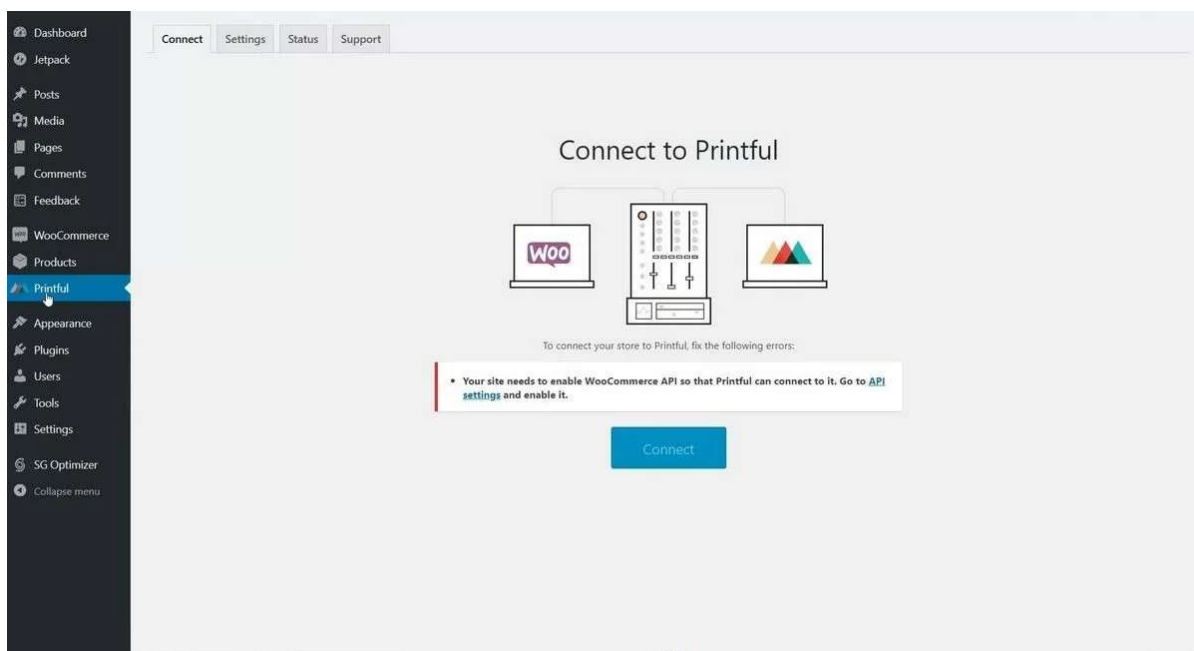 Dashboard
Jetpack
Posts
Media
Pages
Comments
Feedback
WooCommerce
Products
Printful
Appearance
Plugins
Users
Tools
Settings
SG Optimizer
Collapse menu
Connect Settings Status Support
Connect to Printful
WOO
To connect your store to Printful, fix the following errors:
• Your site needs to enable WooCommerce API so that Printful can connect to it. Go to API
settings and enable it.
Connect